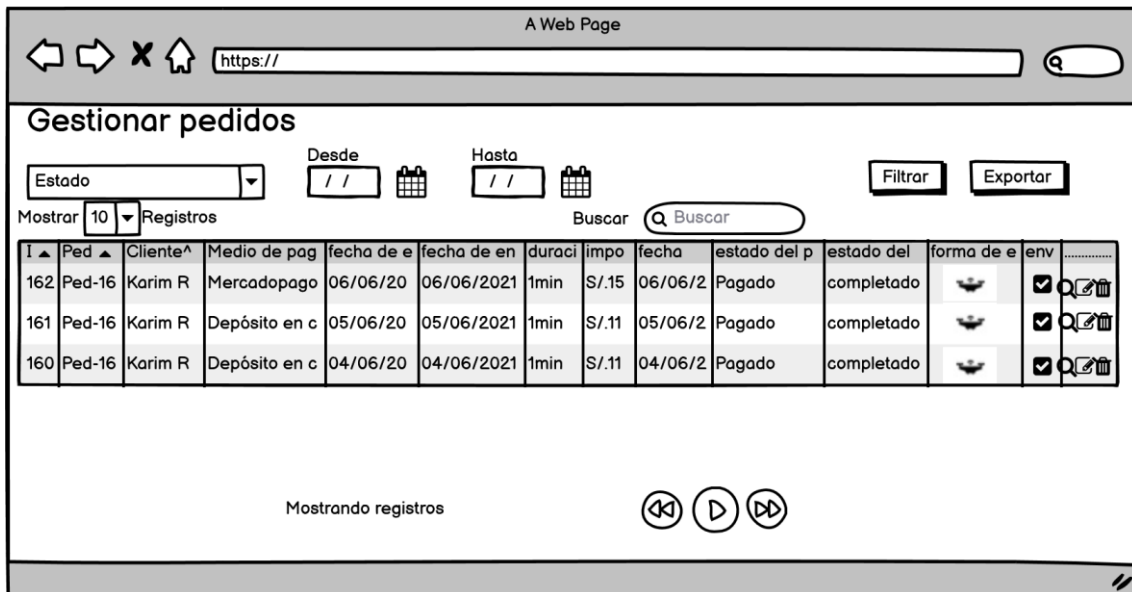 A Web Page
https://
Gestionar pedidos
Desde Hasta
Estado / / / / Filtrar Exportar
Mostrar 10 Registros Buscar Buscar
I Ped Cliente^ Medio de pag fecha de e fecha de en duraci impo fecha estado del p estado del forma de e env ..............
162 Ped-16 Karim R Mercadopago 06/06/20 06/06/2021 1min S/.15 06/06/2 Pagado completado
161 Ped-16 Karim R Depósito en c 05/06/20 05/06/2021 1min S/.11 05/06/2 Pagado completado
160 Ped-16 Karim R Depósito en c 04/06/20 04/06/2021 1min S/.11 04/06/2 Pagado completado
Mostrando registros